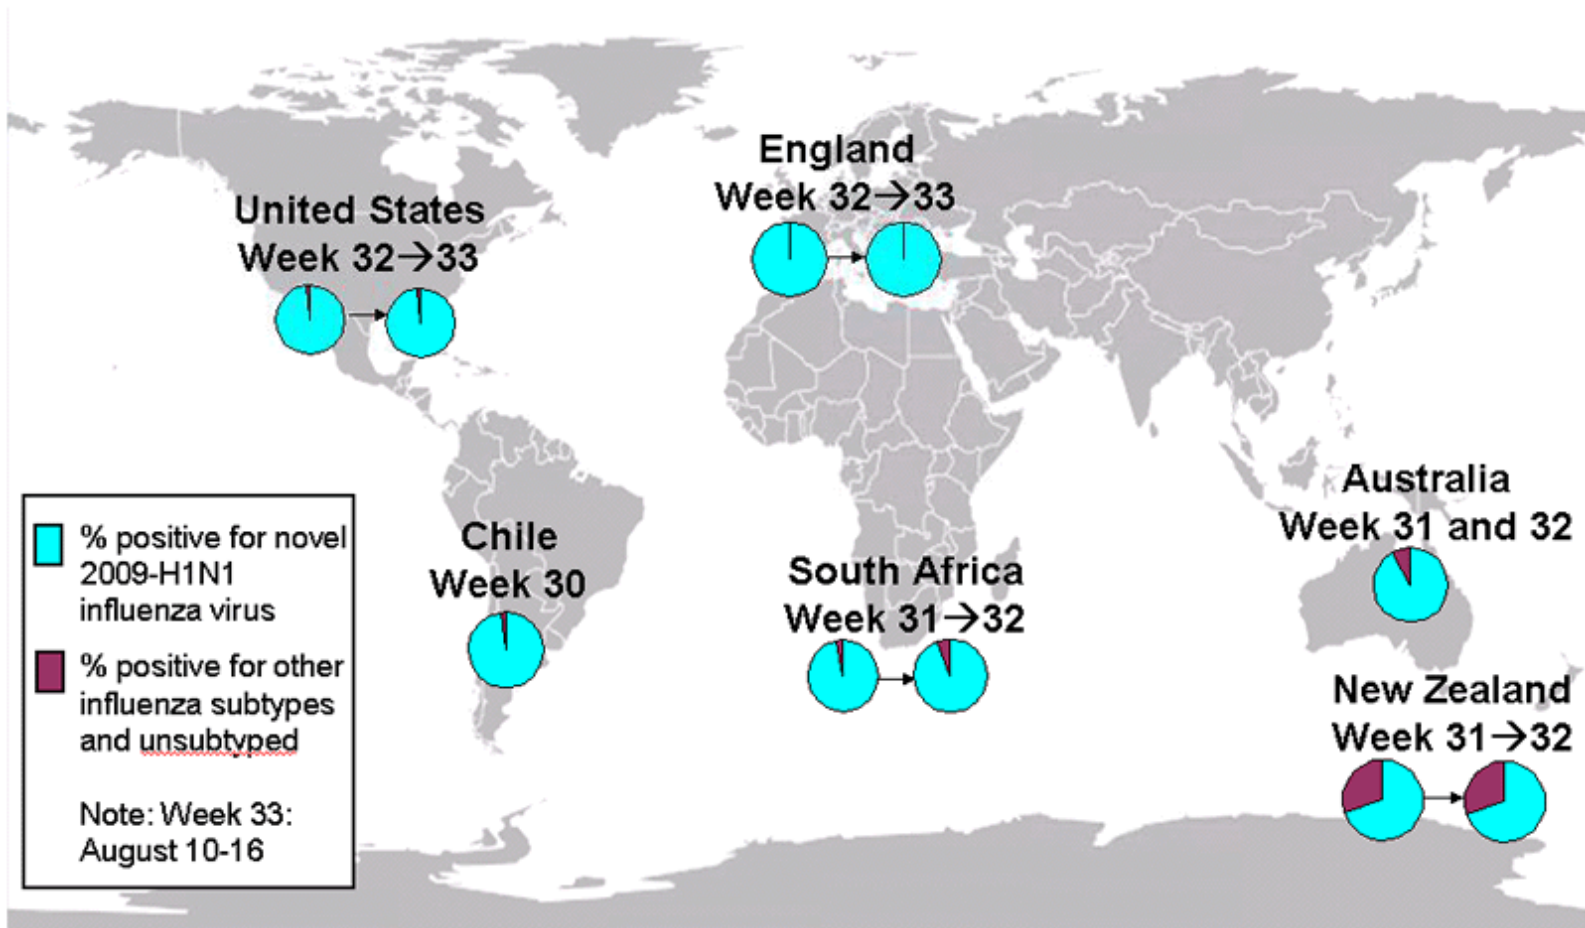 England
Week 32→33
United States
Week 32→33
Australia
Week 31 and 32
Chile
Week 30
South Africa
Week 31→32
New Zealand
Week 31→32
% positive for novel
2009-H1N1
influenza virus
% positive for other
influenza subtypes
and unsubtyped
Note: Week 33:
August 10-16